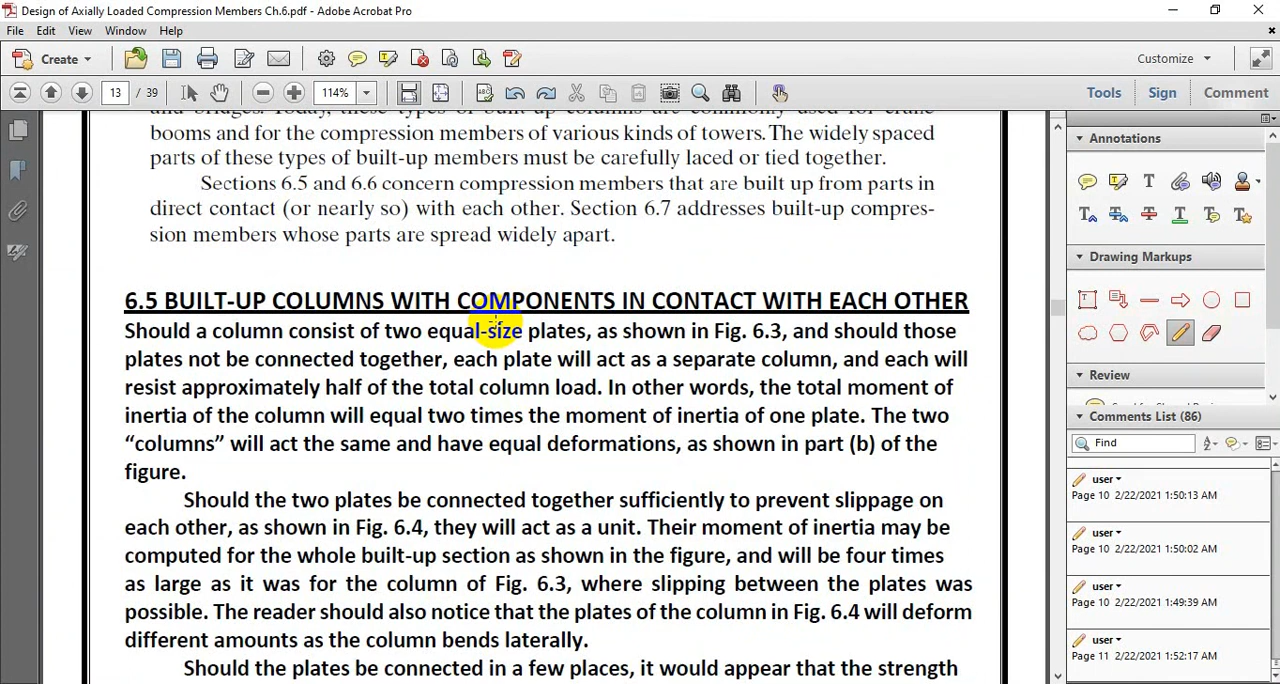 Design of Axially Loaded Compression Members Ch.6.pdf - Adobe Acrobat Pro
File Edit View Window Help
Create
Customize
13 / 39
114%
Tools Sign Comment
booms and for the compression members of various kinds of towers. The widely spaced
parts of these types of built-up members must be carefully laced or tied together.
Sections 6.5 and 6.6 concern compression members that are built up from parts in
direct contact (or nearly so) with each other. Section 6.7 addresses built-up compres-
sion members whose parts are spread widely apart.
6.5 BUILT-UP COLUMNS WITH COMPONENTS IN CONTACT WITH EACH OTHER
Should a column consist of two equal-size plates, as shown in Fig. 6.3, and should those
plates not be connected together, each plate will act as a separate column, and each will
resist approximately half of the total column load. In other words, the total moment of
inertia of the column will equal two times the moment of inertia of one plate. The two
“columns” will act the same and have equal deformations, as shown in part (b) of the
figure.
Should the two plates be connected together sufficiently to prevent slippage on
each other, as shown in Fig. 6.4, they will act as a unit. Their moment of inertia may be
computed for the whole built-up section as shown in the figure, and will be four times
as large as it was for the column of Fig. 6.3, where slipping between the plates was
possible. The reader should also notice that the plates of the column in Fig. 6.4 will deform
different amounts as the column bends laterally.
Should the plates be connected in a few places, it would appear that the strength
Annotations
Drawing Markups
Review
Comments List (86)
Find
user
Page 10 2/22/2021 1:50:13 AM
user
Page 10 2/22/2021 1:50:02 AM
user
Page 10 2/22/2021 1:49:39 AM
user
Page 11 2/22/2021 1:52:17 AM